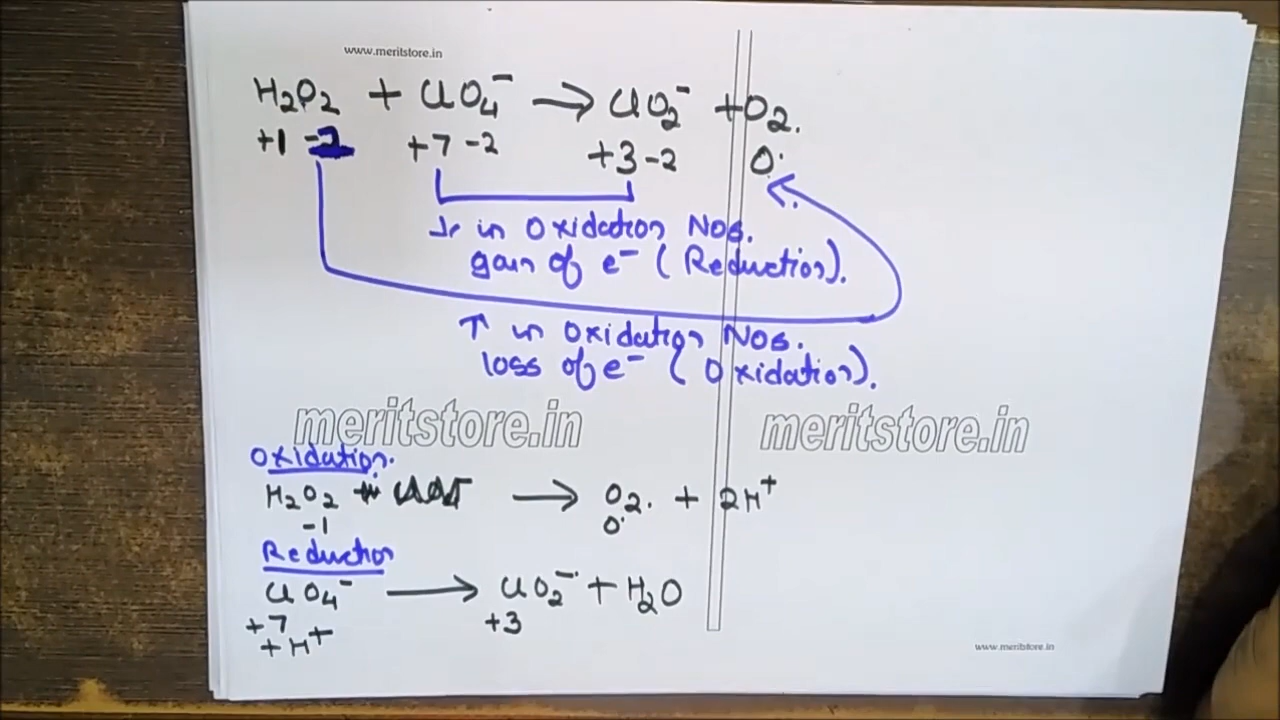 www.meritstore.in
H2O2 + ClO4⁻ → ClO2⁻ + O2.
+1 -2 +7 -2 +3 -2 0.
↓ in Oxidation Nos.
gain of e⁻ (Reduction).
↑ in Oxidation Nos.
loss of e⁻ (Oxidation).
meritstore.in meritstore.in
Oxidation.
H2O2 → O2. + 2H⁺
-1 0.
Reduction
ClO4⁻ → ClO2⁻ + H2O
+7 +3
+ H⁺
www.meritstore.in